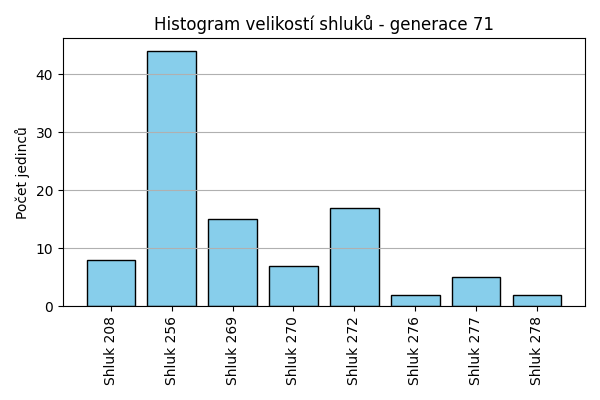 Histogram velikostí shluků - generace 71
Počet jedinců
40
30
20
10
0
Shluk 208
Shluk 256
Shluk 269
Shluk 270
Shluk 272
Shluk 276
Shluk 277
Shluk 278